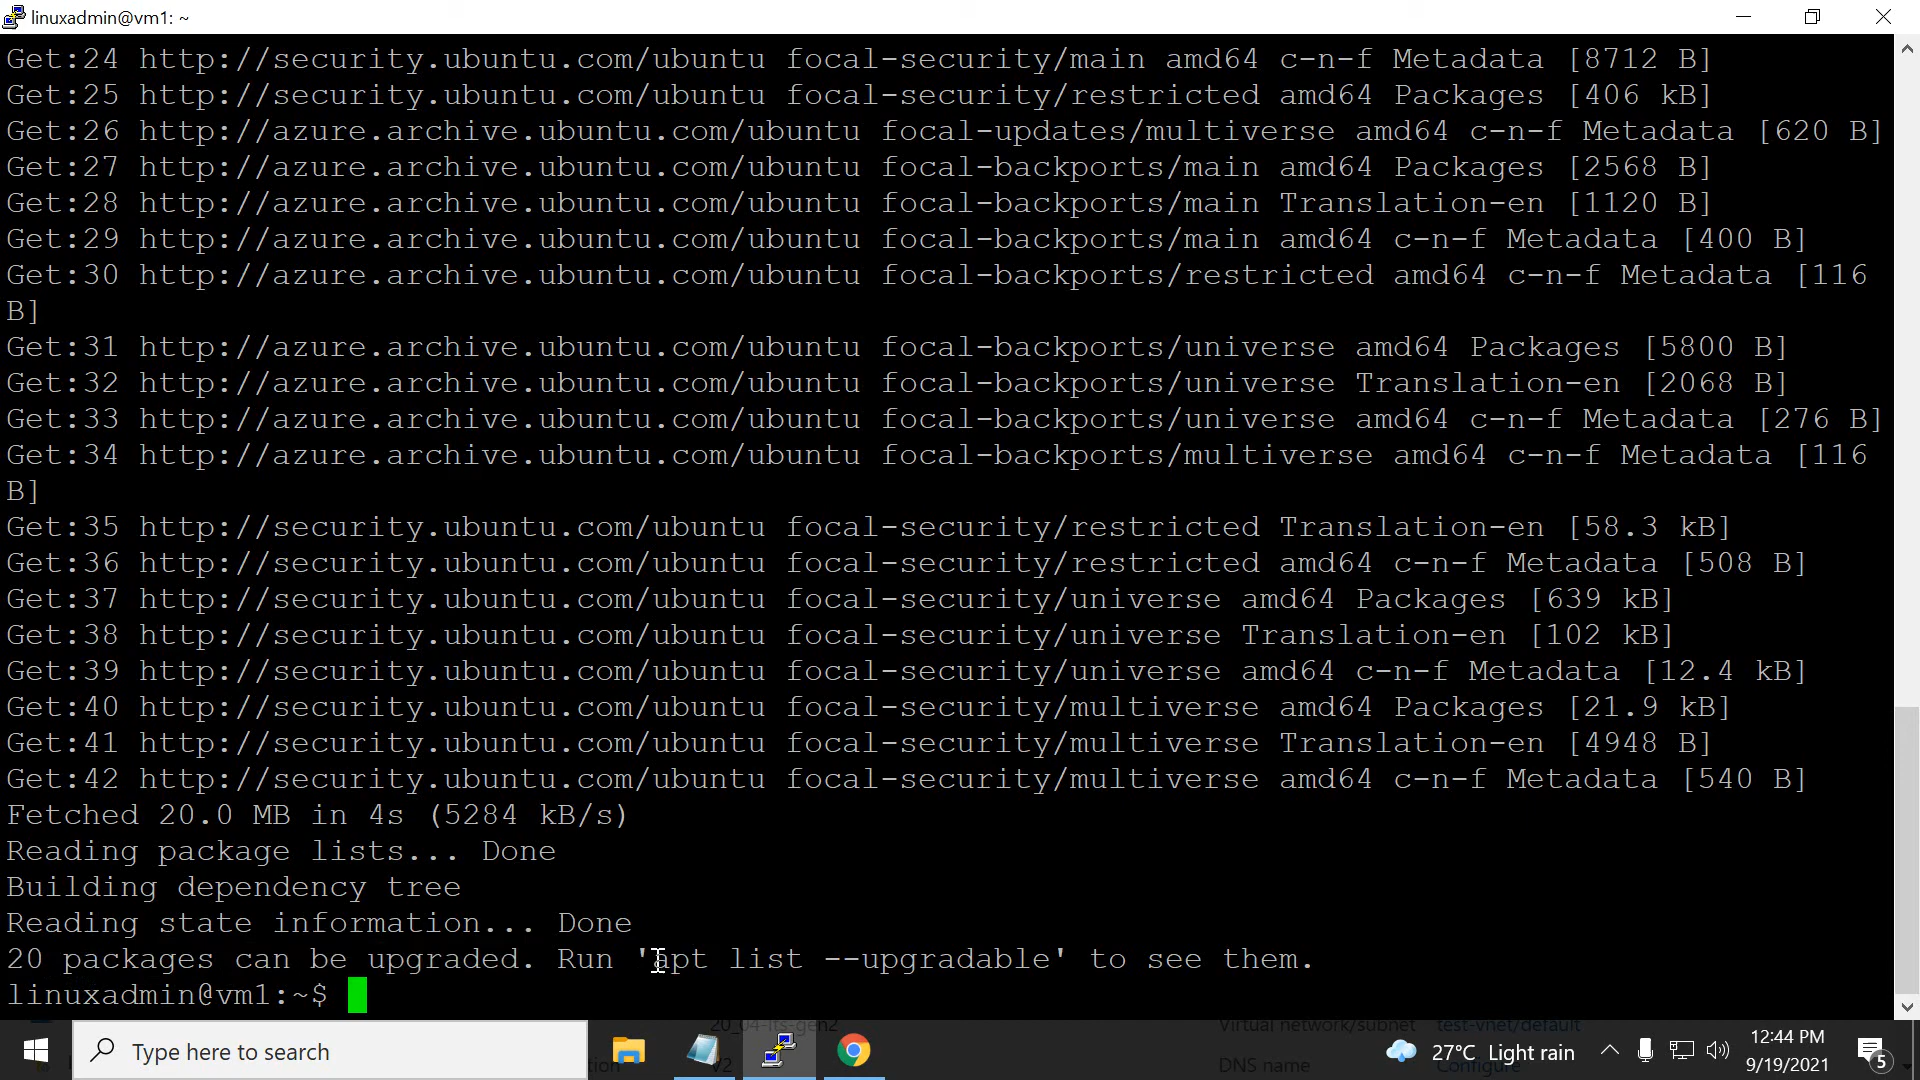 linuxadmin@vm1: ~
Get:24 http://security.ubuntu.com/ubuntu focal-security/main amd64 c-n-f Metadata [8712 B]
Get:25 http://security.ubuntu.com/ubuntu focal-security/restricted amd64 Packages [406 kB]
Get:26 http://azure.archive.ubuntu.com/ubuntu focal-updates/multiverse amd64 c-n-f Metadata [620 B]
Get:27 http://azure.archive.ubuntu.com/ubuntu focal-backports/main amd64 Packages [2568 B]
Get:28 http://azure.archive.ubuntu.com/ubuntu focal-backports/main Translation-en [1120 B]
Get:29 http://azure.archive.ubuntu.com/ubuntu focal-backports/main amd64 c-n-f Metadata [400 B]
Get:30 http://azure.archive.ubuntu.com/ubuntu focal-backports/restricted amd64 c-n-f Metadata [116
B]
Get:31 http://azure.archive.ubuntu.com/ubuntu focal-backports/universe amd64 Packages [5800 B]
Get:32 http://azure.archive.ubuntu.com/ubuntu focal-backports/universe Translation-en [2068 B]
Get:33 http://azure.archive.ubuntu.com/ubuntu focal-backports/universe amd64 c-n-f Metadata [276 B]
Get:34 http://azure.archive.ubuntu.com/ubuntu focal-backports/multiverse amd64 c-n-f Metadata [116
B]
Get:35 http://security.ubuntu.com/ubuntu focal-security/restricted Translation-en [58.3 kB]
Get:36 http://security.ubuntu.com/ubuntu focal-security/restricted amd64 c-n-f Metadata [508 B]
Get:37 http://security.ubuntu.com/ubuntu focal-security/universe amd64 Packages [639 kB]
Get:38 http://security.ubuntu.com/ubuntu focal-security/universe Translation-en [102 kB]
Get:39 http://security.ubuntu.com/ubuntu focal-security/universe amd64 c-n-f Metadata [12.4 kB]
Get:40 http://security.ubuntu.com/ubuntu focal-security/multiverse amd64 Packages [21.9 kB]
Get:41 http://security.ubuntu.com/ubuntu focal-security/multiverse Translation-en [4948 B]
Get:42 http://security.ubuntu.com/ubuntu focal-security/multiverse amd64 c-n-f Metadata [540 B]
Fetched 20.0 MB in 4s (5284 kB/s)
Reading package lists... Done
Building dependency tree
Reading state information... Done
20 packages can be upgraded. Run 'apt list --upgradable' to see them.
linuxadmin@vm1:~$
20_04-lts-gen2 Virtual network/subnet test-vnet/default
Type here to search
27°C Light rain
12:44 PM
9/19/2021
5
V2 DNS name Configure